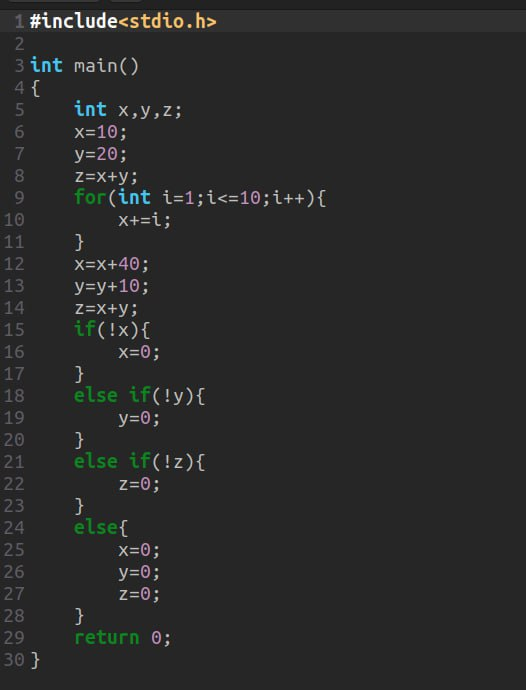 1 #include<stdio.h>
2
3 int main()
4 {
5     int x,y,z;
6     x=10;
7     y=20;
8     z=x+y;
9     for(int i=1;i<=10;i++){
10         x+=i;
11     }
12     x=x+40;
13     y=y+10;
14     z=x+y;
15     if(!x){
16         x=0;
17     }
18     else if(!y){
19         y=0;
20     }
21     else if(!z){
22         z=0;
23     }
24     else{
25         x=0;
26         y=0;
27         z=0;
28     }
29     return 0;
30 }